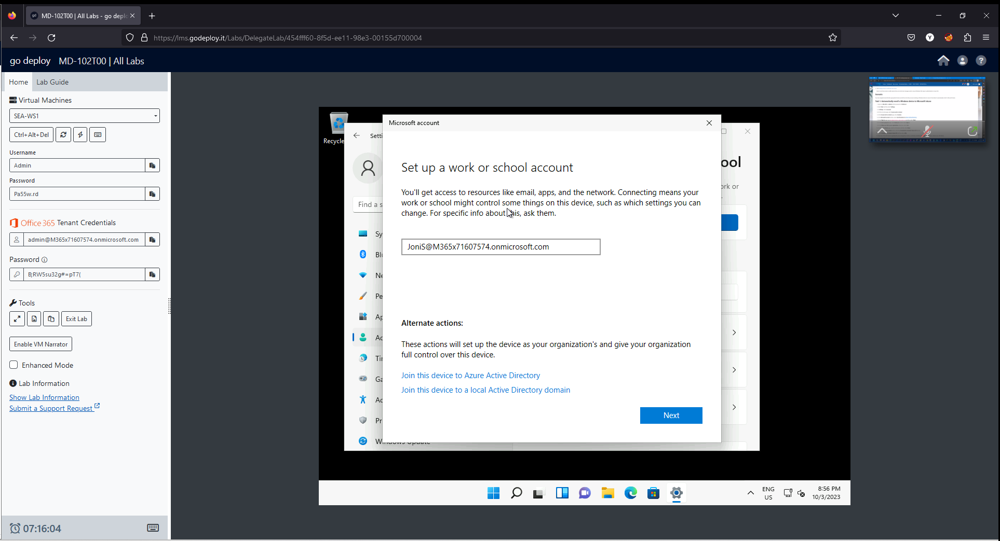 MD-102T00 | All Labs - go deplo
https://lms.godeploy.it/Labs/DelegateLab/454fff60-8f5d-ee11-98e3-00155d700004
go deploy MD-102T00 | All Labs
Home Lab Guide
Virtual Machines
SEA-WS1
Ctrl+Alt+Del
Username
Admin
Password
Pa55w.rd
Office 365 Tenant Credentials
admin@M365x71607574.onmicrosoft.com
Password
B;RW5su32g#=pT7(
Tools
Exit Lab
Enable VM Narrator
Enhanced Mode
Lab Information
Show Lab Information
Submit a Support Request
07:16:04
Recycle
Setti
Find a s
Sy
Blu
Ne
Pe
Ap
Ac
Tir
Ga
Ac
Pr
Windows Update
ool
ork or
Microsoft account
Set up a work or school account
You'll get access to resources like email, apps, and the network. Connecting means your
work or school might control some things on this device, such as which settings you can
change. For specific info about this, ask them.
JoniS@M365x71607574.onmicrosoft.com
Alternate actions:
These actions will set up the device as your organization's and give your organization
full control over this device.
Join this device to Azure Active Directory
Join this device to a local Active Directory domain
Next
ENG
US
8:56 PM
10/3/2023